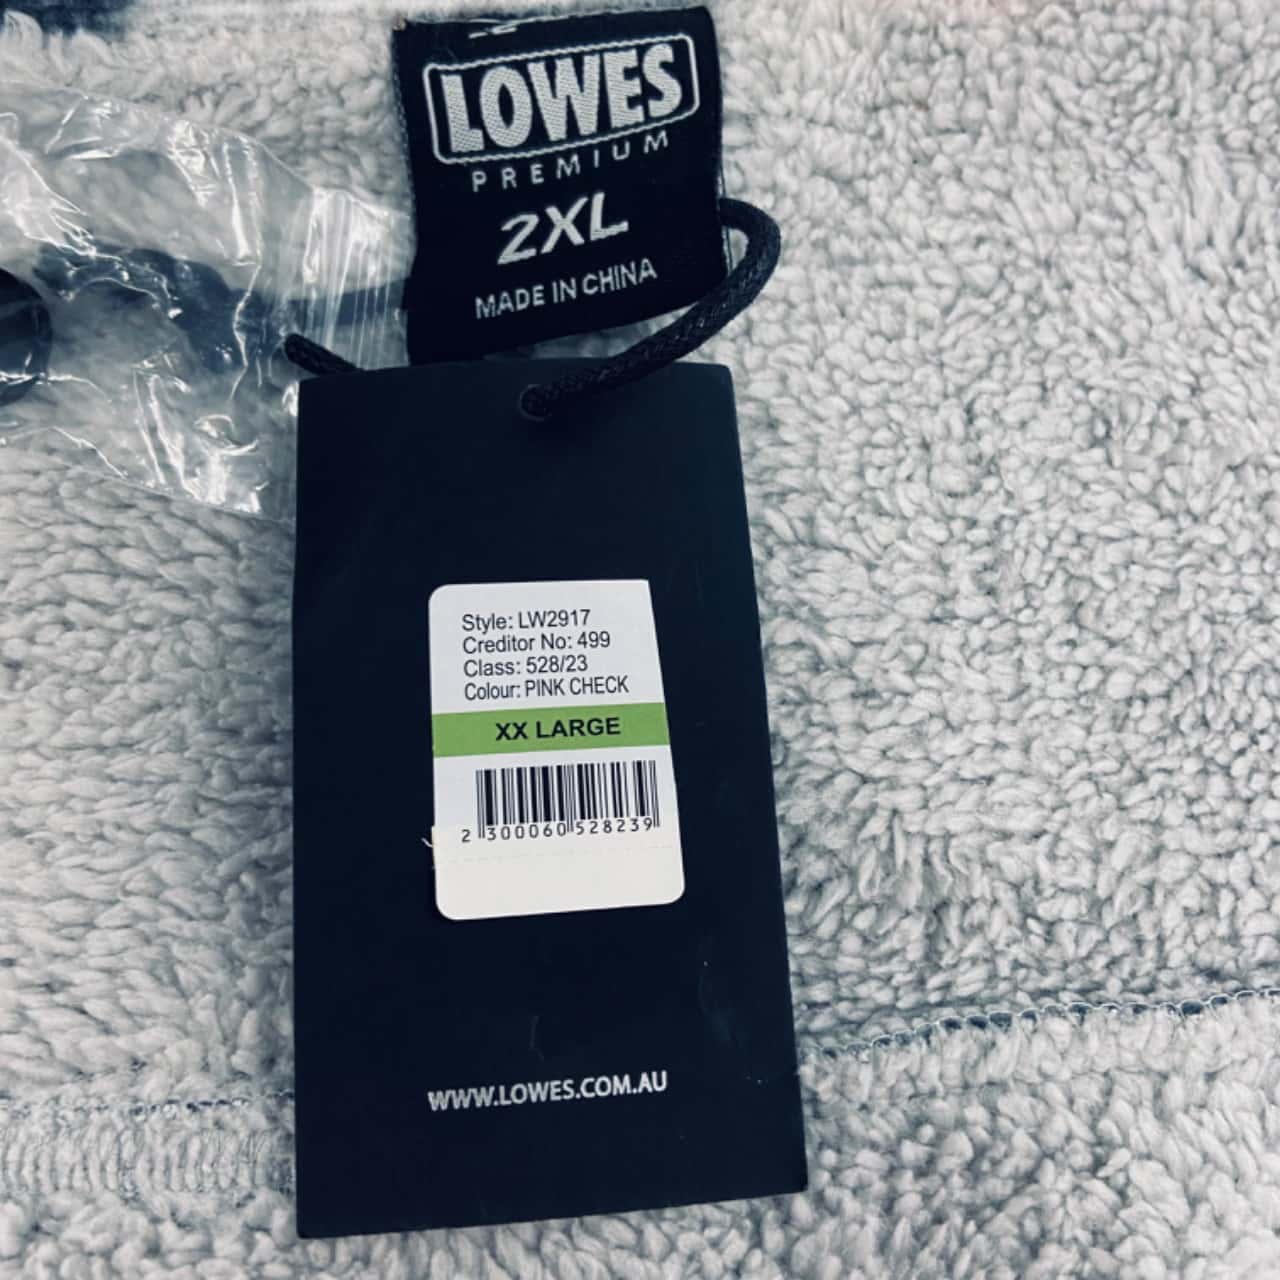 LOWES
PREMIUM
2XL
MADE IN CHINA
Style: LW2917
Creditor No: 499
Class: 528/23
Colour: PINK CHECK
XX LARGE
2 300060 528239
WWW.LOWES.COM.AU